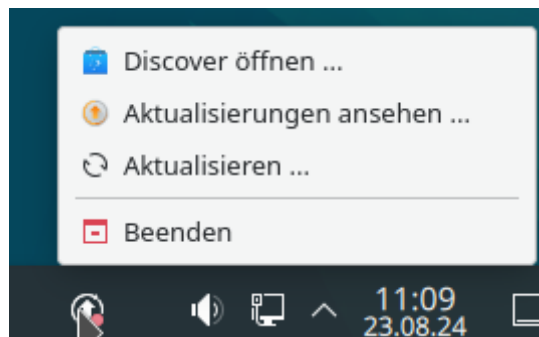 Discover öffnen ...
Aktualisierungen ansehen ...
Aktualisieren ...
Beenden
11:09
23.08.24